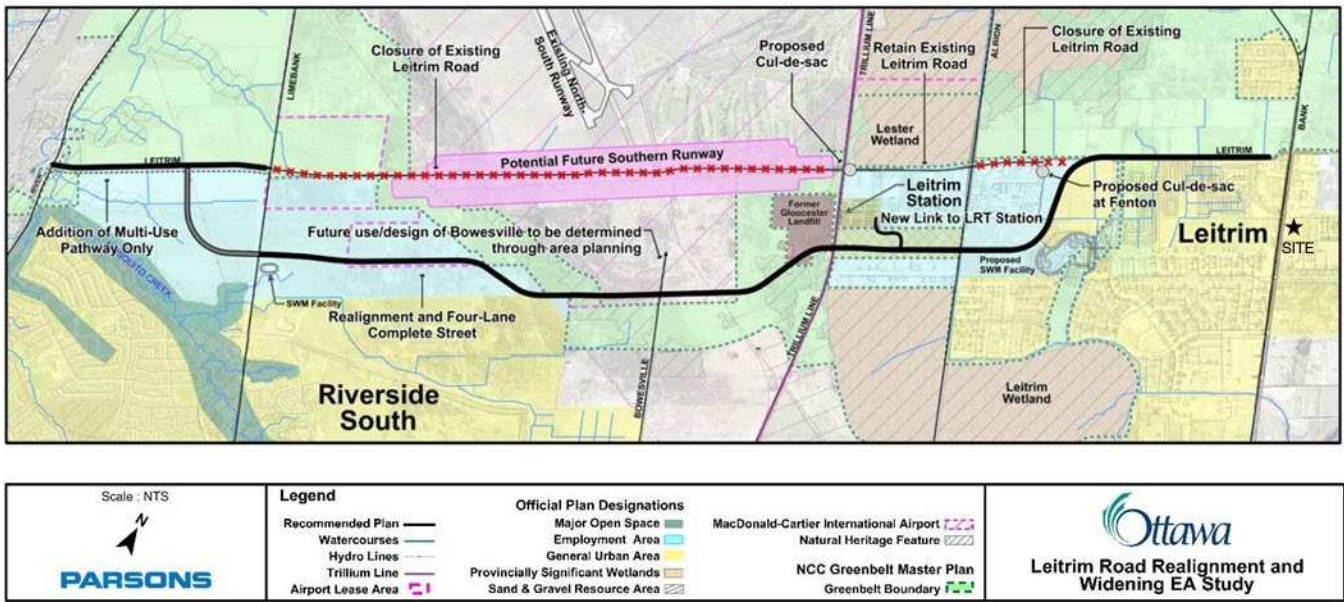 Closure of Existing
Leitrim Road
Existing North-
South Runway
Proposed
Cul-de-sac
TRILLIUM LINE
Retain Existing
Leitrim Road
ALBION
Closure of Existing
Leitrim Road
LIMEBANK
BANK
Lester
Wetland
LEITRIM
Potential Future Southern Runway
LEITRIM
RIVER
Addition of Multi-Use
Pathway Only
Future use/design of Bowesville to be determined
through area planning
Former
Gloucester
Landfill
Leitrim
Station
New Link to LRT Station
Proposed Cul-de-sac
at Fenton
Leitrim
SITE
MOSQUITO CREEK
SWM Facility
Proposed
SWM Facility
Realignment and Four-Lane
Complete Street
TRILLIUM LINE
Riverside
South
BOWESVILLE
Leitrim
Wetland
Scale : NTS
N
PARSONS
Legend
Recommended Plan
Watercourses
Hydro Lines
Trillium Line
Airport Lease Area
Official Plan Designations
Major Open Space
Employment Area
General Urban Area
Provincially Significant Wetlands
Sand & Gravel Resource Area
MacDonald-Cartier International Airport
Natural Heritage Feature
NCC Greenbelt Master Plan
Greenbelt Boundary
Ottawa
Leitrim Road Realignment and
Widening EA Study